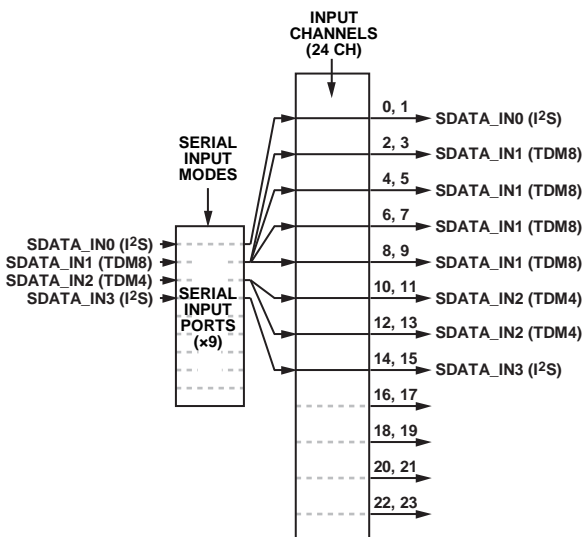 INPUT
CHANNELS
(24 CH)
SERIAL
INPUT
MODES
SDATA_IN0 (I²S)
SDATA_IN1 (TDM8)
SDATA_IN2 (TDM4)
SDATA_IN3 (I²S)
SERIAL
INPUT
PORTS
(×9)
0, 1 SDATA_IN0 (I²S)
2, 3 SDATA_IN1 (TDM8)
4, 5 SDATA_IN1 (TDM8)
6, 7 SDATA_IN1 (TDM8)
8, 9 SDATA_IN1 (TDM8)
10, 11 SDATA_IN2 (TDM4)
12, 13 SDATA_IN2 (TDM4)
14, 15 SDATA_IN3 (I²S)
16, 17
18, 19
20, 21
22, 23